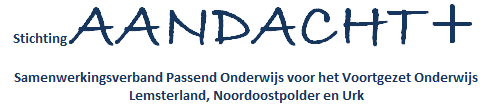 Stichting AANDACHT+
Samenwerkingsverband Passend Onderwijs voor het Voortgezet Onderwijs
Lemsterland, Noordoostpolder en Urk